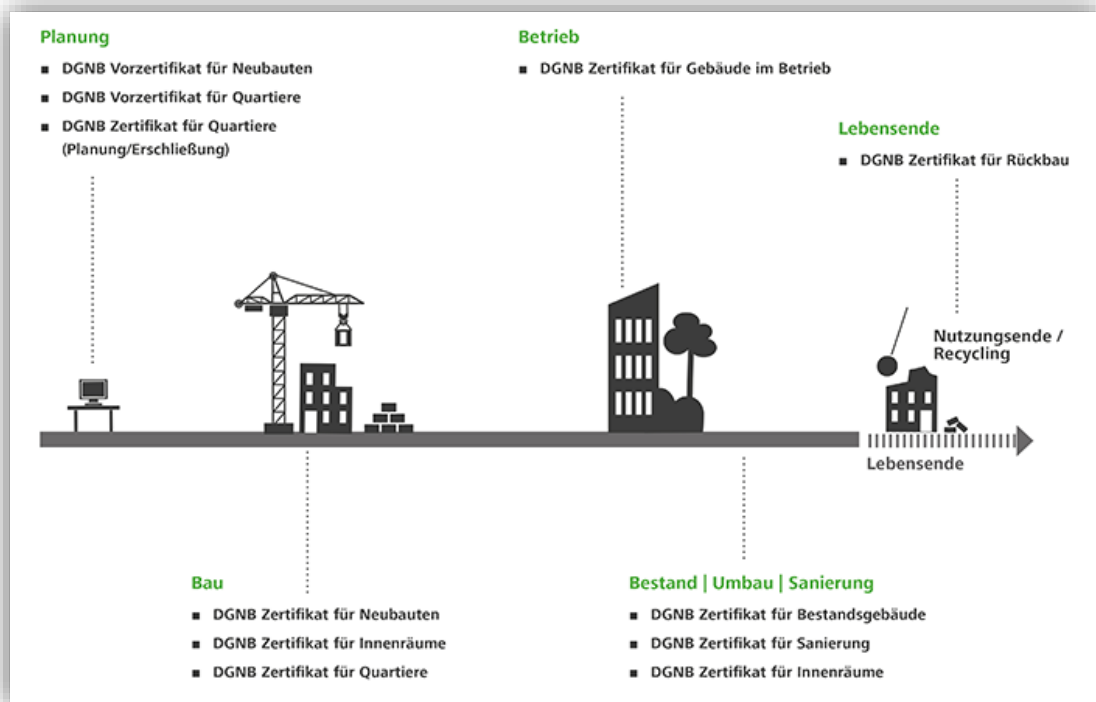 Planung
▪ DGNB Vorzertifikat für Neubauten
▪ DGNB Vorzertifikat für Quartiere
▪ DGNB Zertifikat für Quartiere
(Planung/Erschließung)
Betrieb
▪ DGNB Zertifikat für Gebäude im Betrieb
Lebensende
▪ DGNB Zertifikat für Rückbau
Nutzungsende /
Recycling
Lebensende
Bau
▪ DGNB Zertifikat für Neubauten
▪ DGNB Zertifikat für Innenräume
▪ DGNB Zertifikat für Quartiere
Bestand | Umbau | Sanierung
▪ DGNB Zertifikat für Bestandsgebäude
▪ DGNB Zertifikat für Sanierung
▪ DGNB Zertifikat für Innenräume